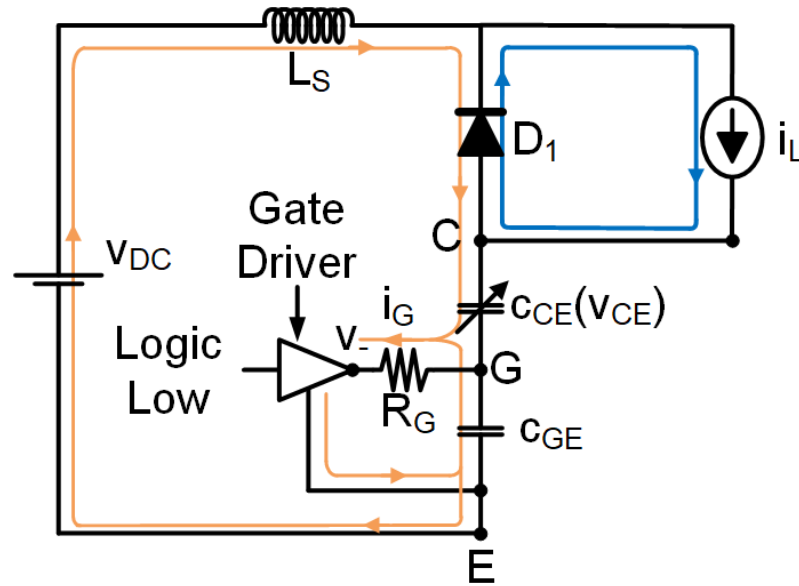 L_S
D_1
i_L
Gate
Driver
v_DC
C
i_G
c_CE(v_CE)
v_-
Logic
Low
G
R_G
c_GE
E